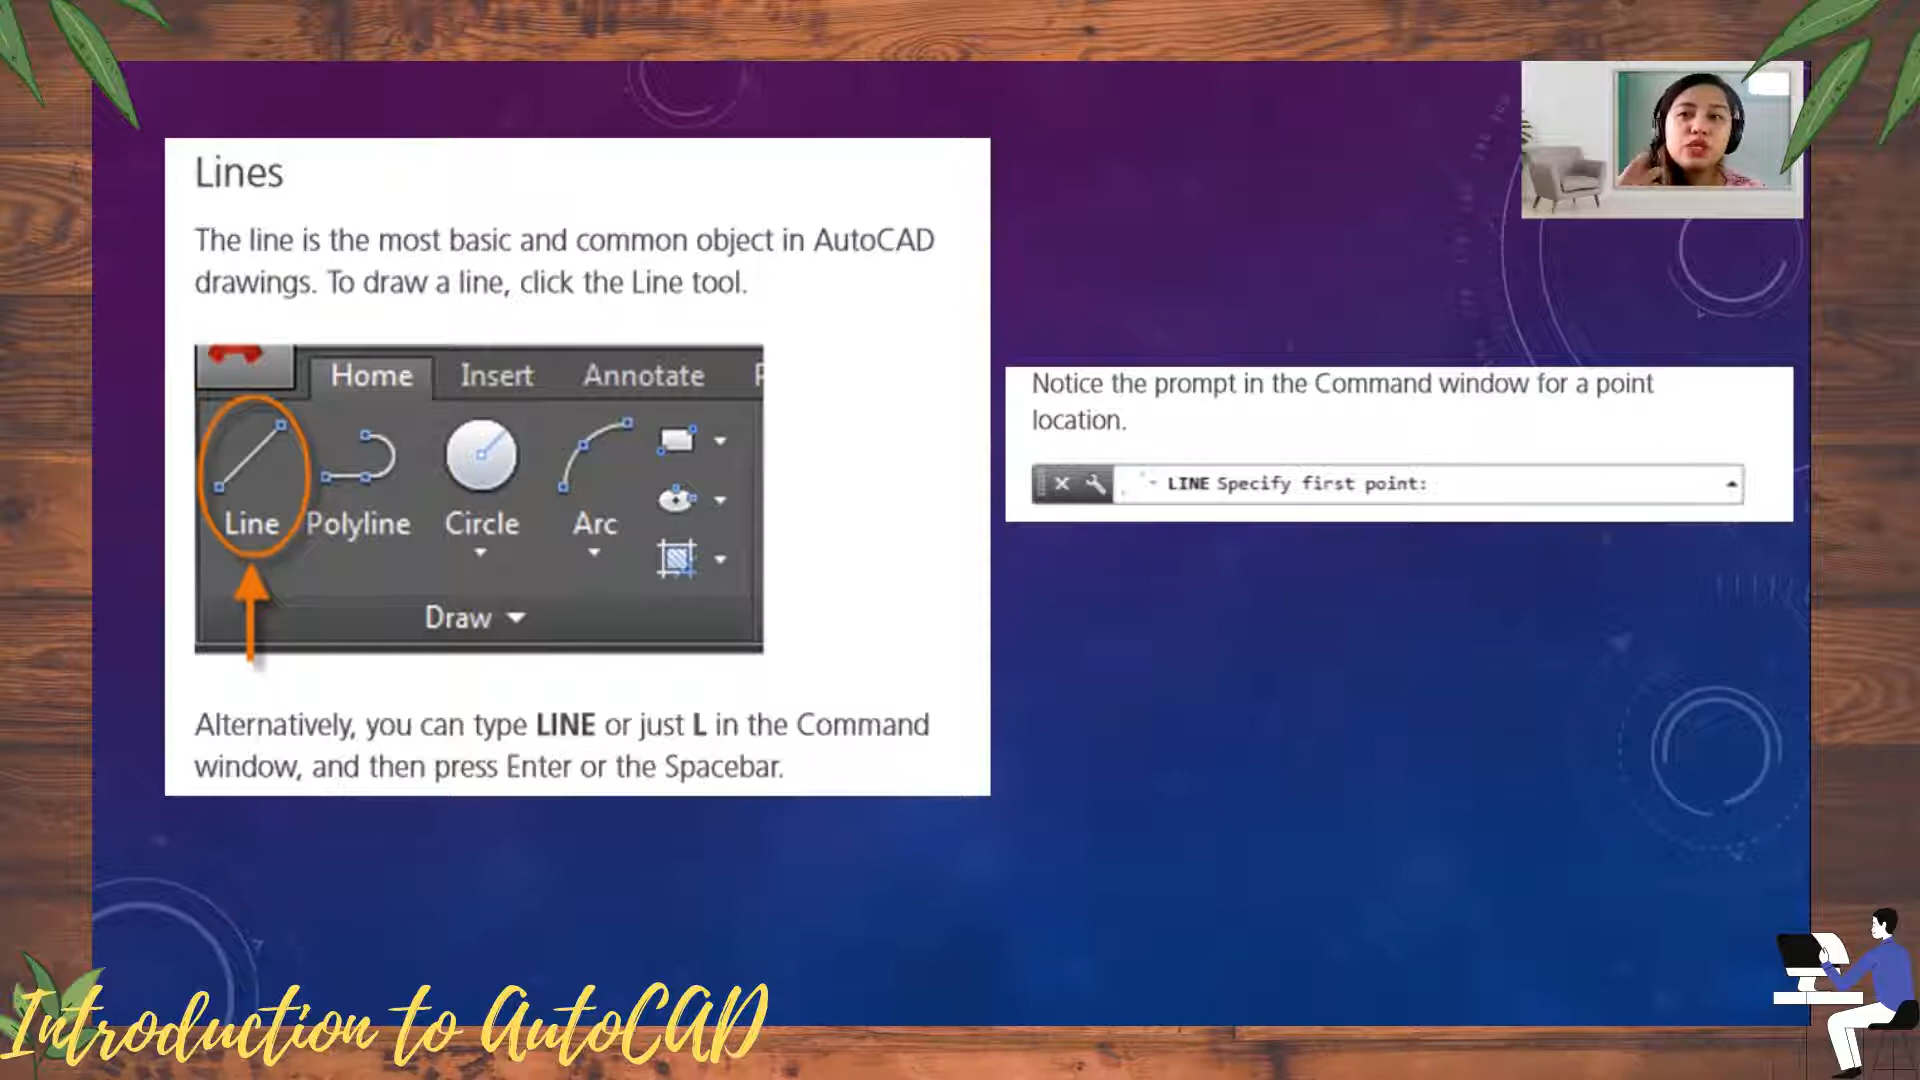 Lines
The line is the most basic and common object in AutoCAD
drawings. To draw a line, click the Line tool.
Home Insert Annotate
Line Polyline Circle Arc
Draw
Alternatively, you can type LINE or just L in the Command
window, and then press Enter or the Spacebar.
Notice the prompt in the Command window for a point
location.
LINE Specify first point:
Introduction to AutoCAD